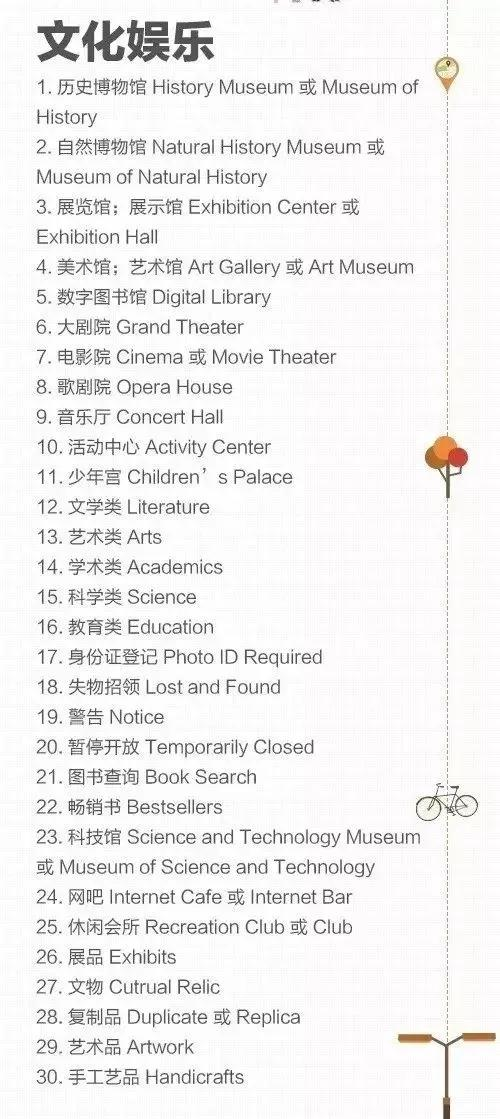 文化娱乐
1. 历史博物馆 History Museum 或 Museum of
History
2. 自然博物馆 Natural History Museum 或
Museum of Natural History
3. 展览馆；展示馆 Exhibition Center 或
Exhibition Hall
4. 美术馆；艺术馆 Art Gallery 或 Art Museum
5. 数字图书馆 Digital Library
6. 大剧院 Grand Theater
7. 电影院 Cinema 或 Movie Theater
8. 歌剧院 Opera House
9. 音乐厅 Concert Hall
10. 活动中心 Activity Center
11. 少年宫 Children’s Palace
12. 文学类 Literature
13. 艺术类 Arts
14. 学术类 Academics
15. 科学类 Science
16. 教育类 Education
17. 身份证登记 Photo ID Required
18. 失物招领 Lost and Found
19. 警告 Notice
20. 暂停开放 Temporarily Closed
21. 图书查询 Book Search
22. 畅销书 Bestsellers
23. 科技馆 Science and Technology Museum
或 Museum of Science and Technology
24. 网吧 Internet Cafe 或 Internet Bar
25. 休闲会所 Recreation Club 或 Club
26. 展品 Exhibits
27. 文物 Cutrual Relic
28. 复制品 Duplicate 或 Replica
29. 艺术品 Artwork
30. 手工艺品 Handicrafts